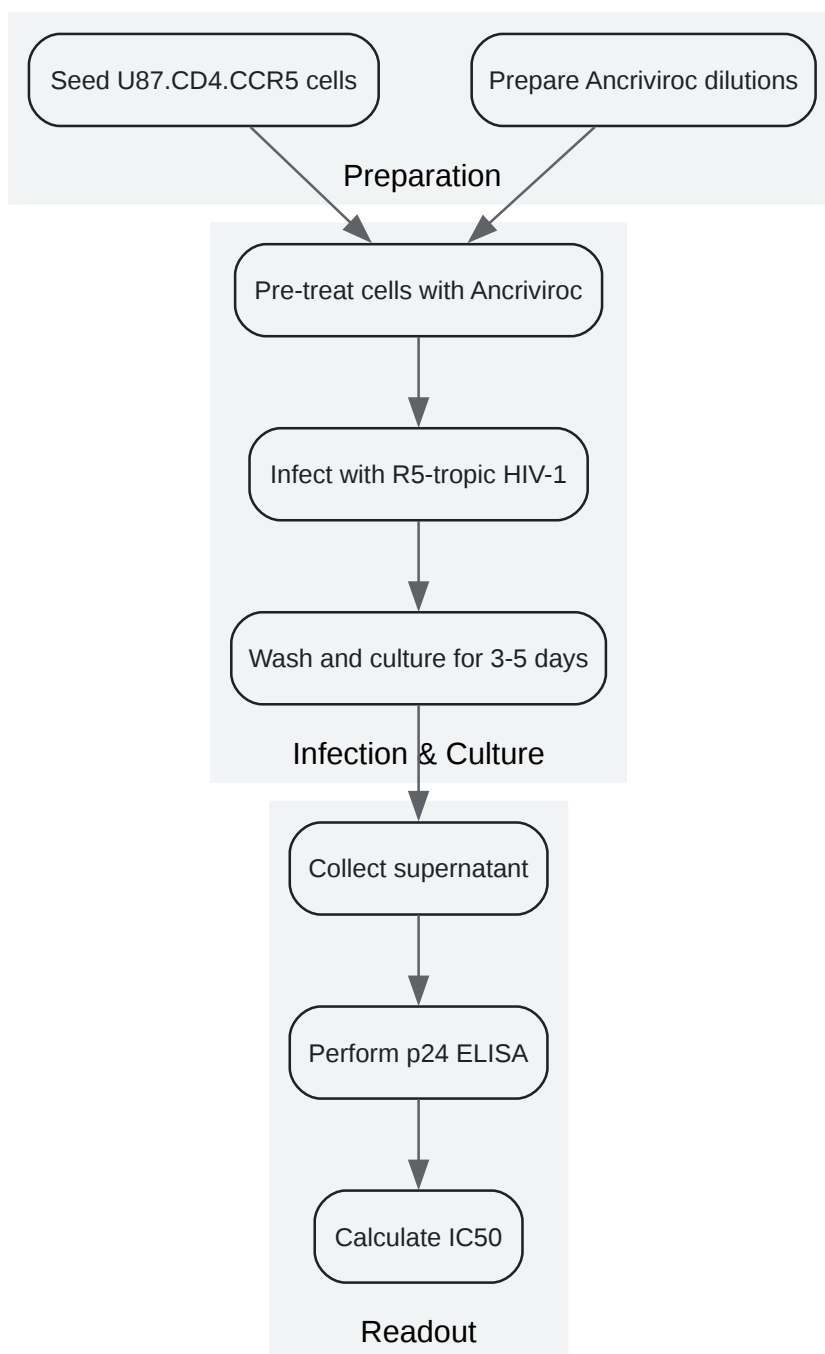 Seed U87.CD4.CCR5 cells
Prepare Ancriviroc dilutions
Preparation
Pre-treat cells with Ancriviroc
Infect with R5-tropic HIV-1
Wash and culture for 3-5 days
Infection & Culture
Collect supernatant
Perform p24 ELISA
Calculate IC50
Readout